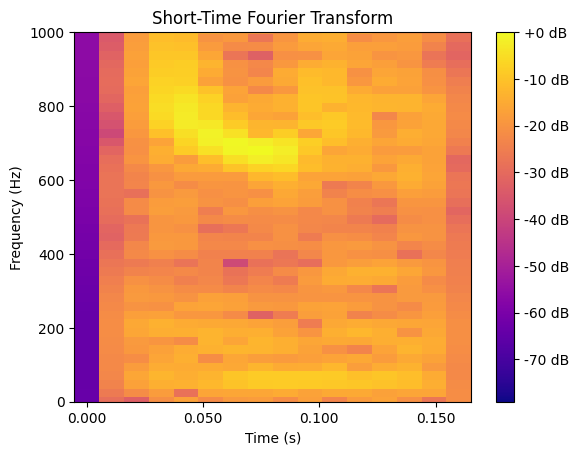 Short-Time Fourier Transform
Frequency (Hz)
1000
800
600
400
200
0
0.000
0.050
0.100
0.150
Time (s)
+0 dB
-10 dB
-20 dB
-30 dB
-40 dB
-50 dB
-60 dB
-70 dB